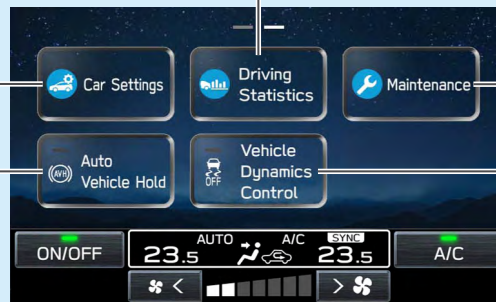 Car Settings
Driving
Statistics
Maintenance
AVH
Auto
Vehicle Hold
OFF
Vehicle
Dynamics
Control
ON/OFF
AUTO
A/C
SYNC
23.5
23.5
A/C
<
>